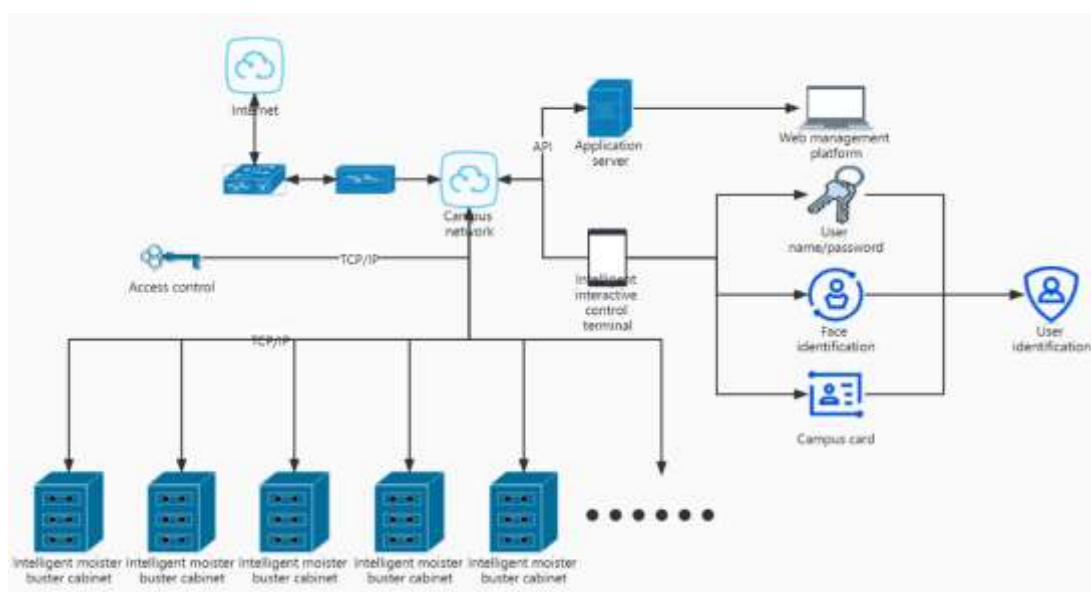 Internet
API
Application
server
Web management
platform
Campus
network
User
name/password
Access control
TCP/IP
Intelligent
interactive
control
terminal
Face
identification
User
identification
TCP/IP
Campus card
Intelligent moister
buster cabinet
Intelligent moister
buster cabinet
Intelligent moister
buster cabinet
Intelligent moister
buster cabinet
Intelligent moister
buster cabinet